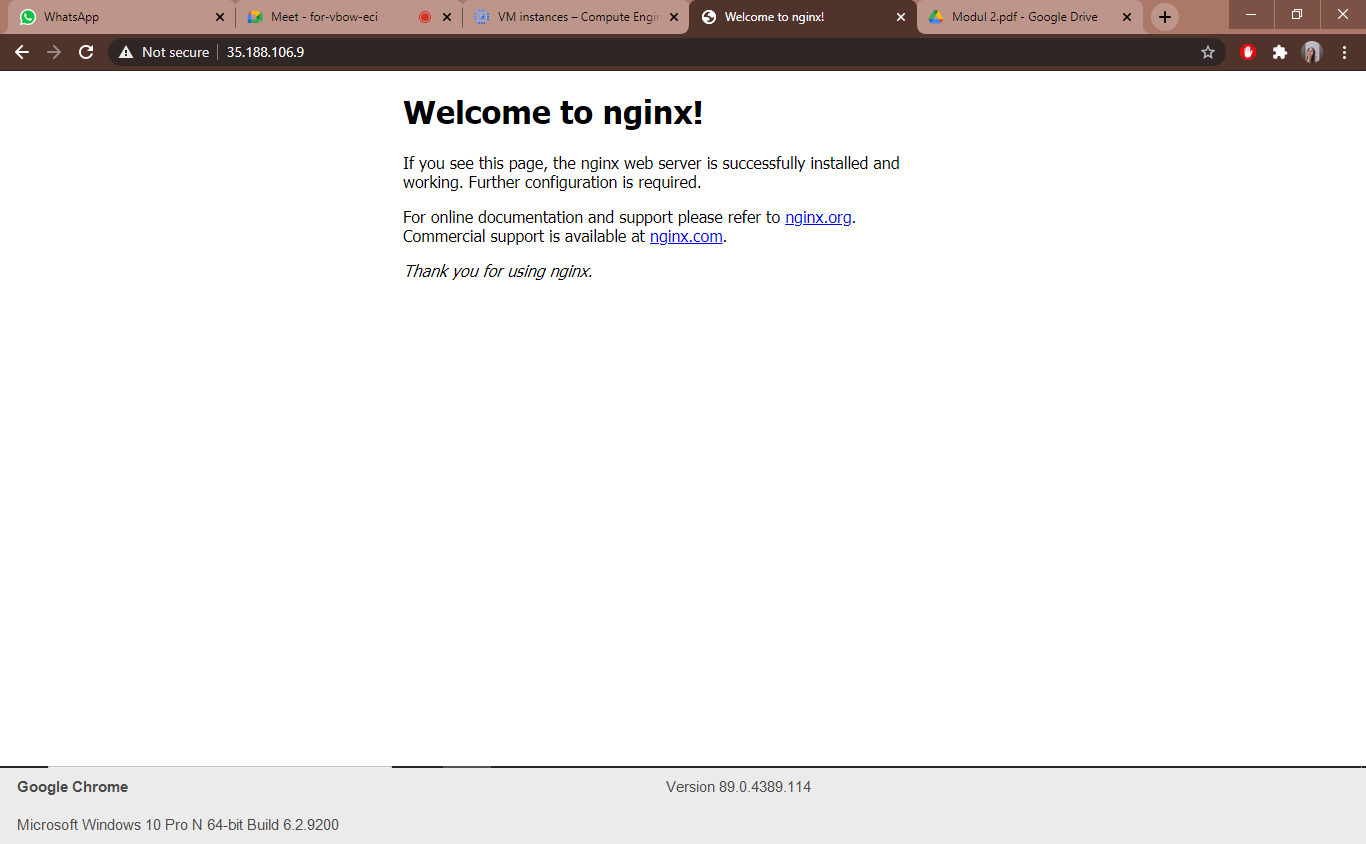 WhatsApp
Meet - for-vbow-eci
VM instances – Compute Engin
Welcome to nginx!
Modul 2.pdf - Google Drive
Not secure
35.188.106.9
Welcome to nginx!
If you see this page, the nginx web server is successfully installed and
working. Further configuration is required.
For online documentation and support please refer to nginx.org.
Commercial support is available at nginx.com.
Thank you for using nginx.
Google Chrome
Version 89.0.4389.114
Microsoft Windows 10 Pro N 64-bit Build 6.2.9200